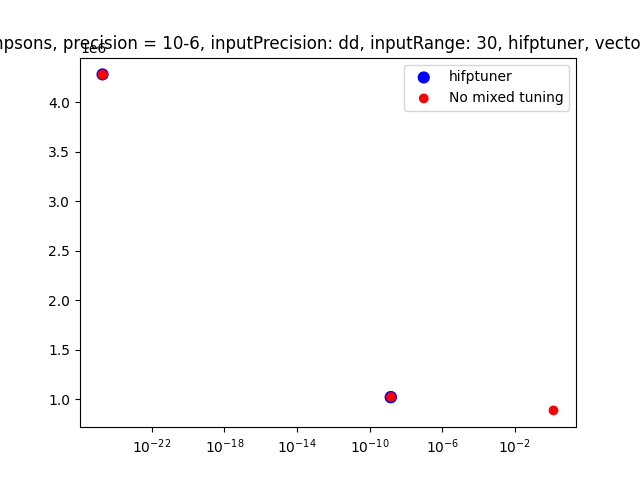 precision = 10-6, inputPrecision: dd, inputRange: 30, hifptuner,
1e6
hifptuner
No mixed tuning
4.0
3.5
3.0
2.5
2.0
1.5
1.0
10⁻²² 10⁻¹⁸ 10⁻¹⁴ 10⁻¹⁰ 10⁻⁶ 10⁻²